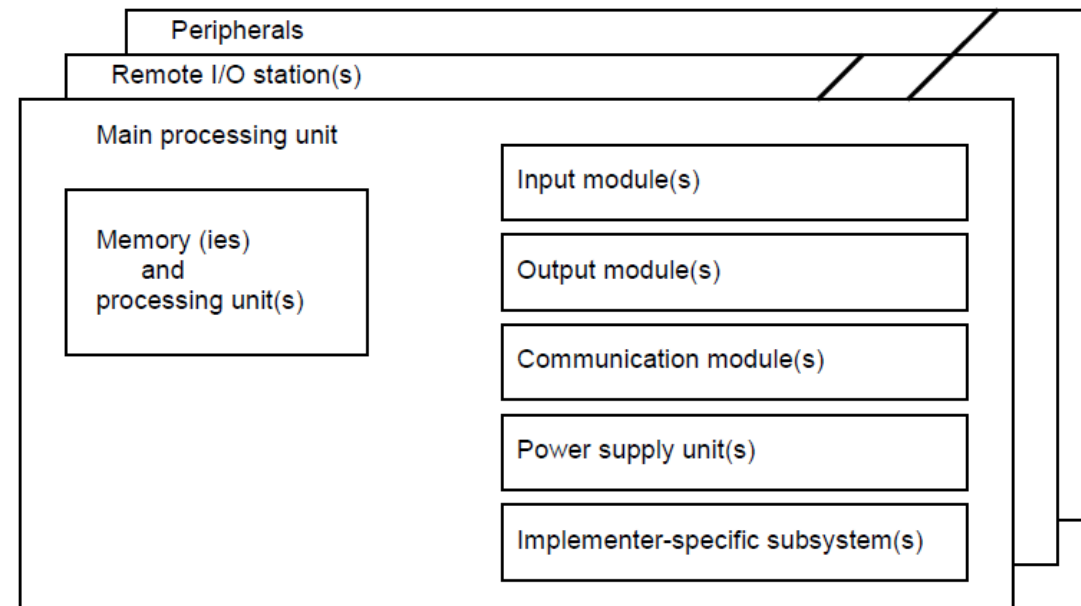 Peripherals
Remote I/O station(s)
Main processing unit
Memory (ies)
and
processing unit(s)
Input module(s)
Output module(s)
Communication module(s)
Power supply unit(s)
Implementer-specific subsystem(s)